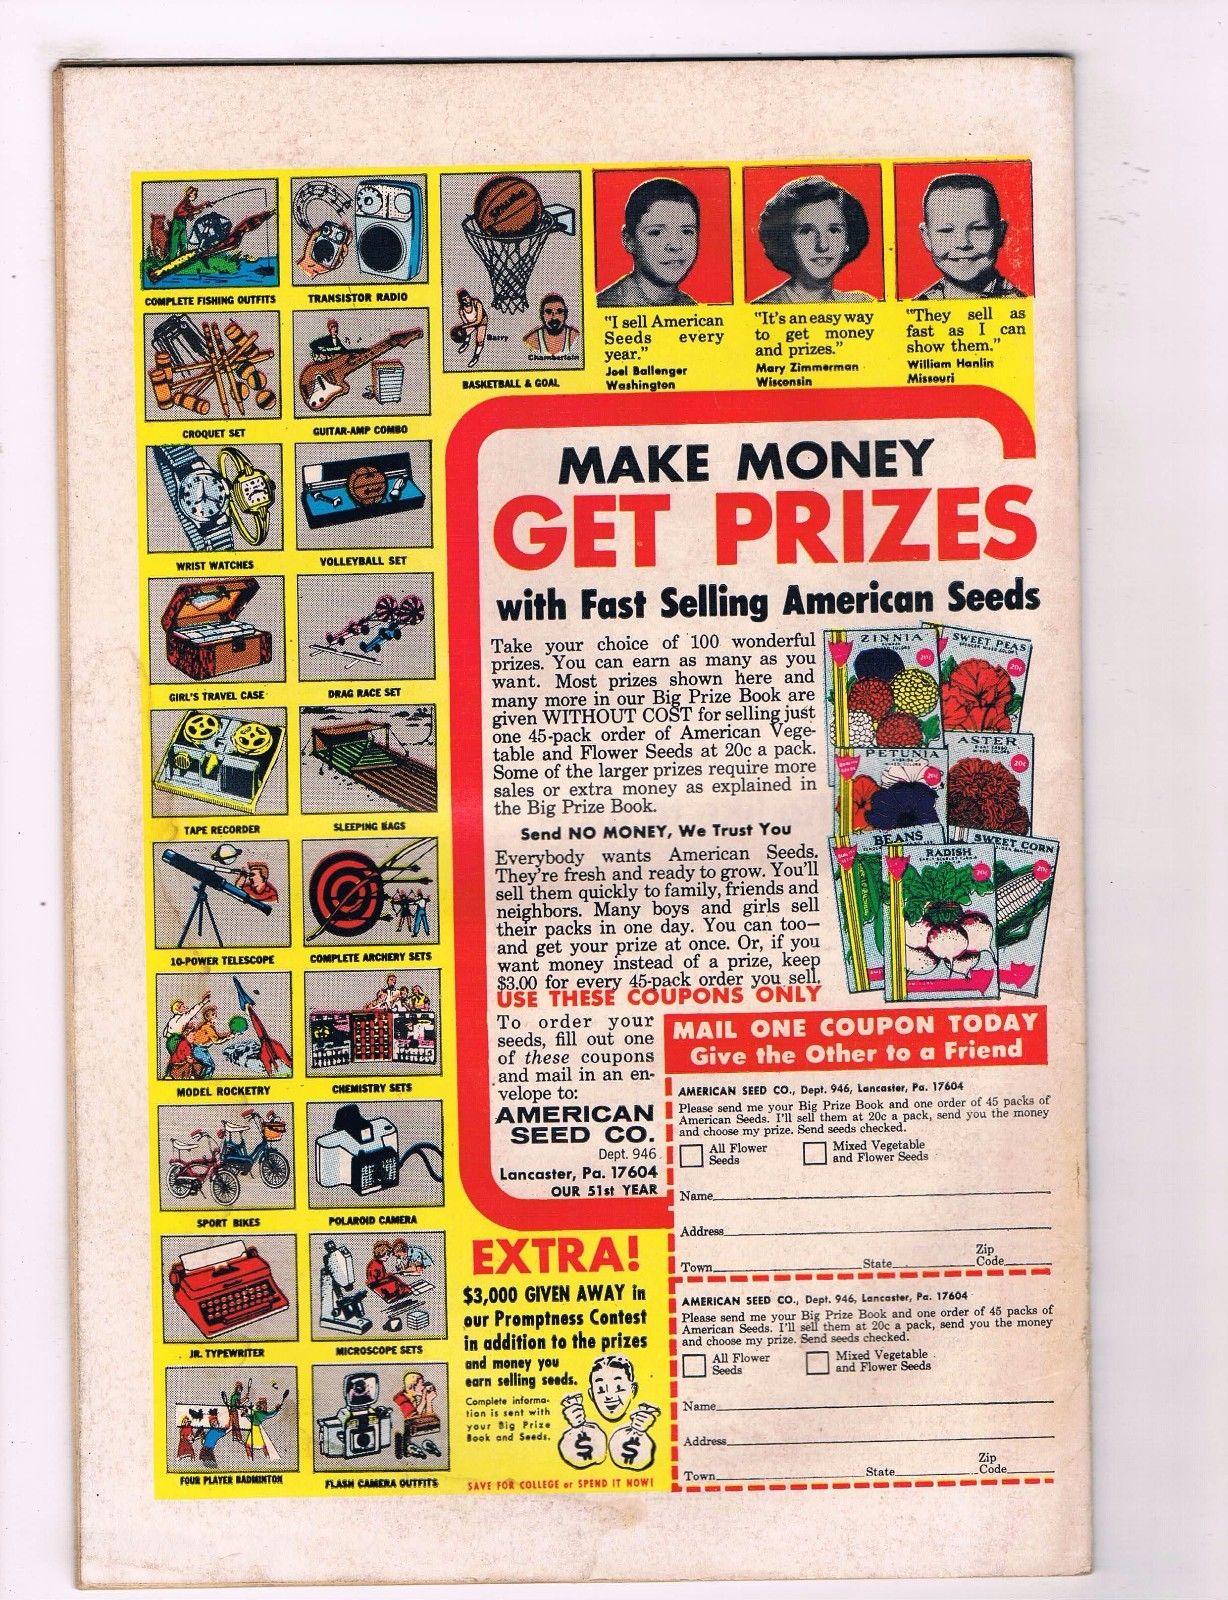 COMPLETE FISHING OUTFITS
TRANSISTOR RADIO
Barry
Chamberlain
BASKETBALL & GOAL
CROQUET SET
GUITAR-AMP COMBO
WRIST WATCHES
VOLLEYBALL SET
GIRL'S TRAVEL CASE
DRAG RACE SET
TAPE RECORDER
SLEEPING BAGS
10-POWER TELESCOPE
COMPLETE ARCHERY SETS
MODEL ROCKETRY
CHEMISTRY SETS
SPORT BIKES
POLAROID CAMERA
JR. TYPEWRITER
MICROSCOPE SETS
FOUR PLAYER BADMINTON
FLASH CAMERA OUTFITS
"I sell American
Seeds every
year."
Joel Ballenger
Washington
"It's an easy way
to get money
and prizes."
Mary Zimmerman
Wisconsin
"They sell as
fast as I can
show them."
William Hanlin
Missouri
MAKE MONEY
GET PRIZES
with Fast Selling American Seeds
Take your choice of 100 wonderful
prizes. You can earn as many as you
want. Most prizes shown here and
many more in our Big Prize Book are
given WITHOUT COST for selling just
one 45-pack order of American Vege-
table and Flower Seeds at 20c a pack.
Some of the larger prizes require more
sales or extra money as explained in
the Big Prize Book.
Send NO MONEY, We Trust You
Everybody wants American Seeds.
They're fresh and ready to grow. You'll
sell them quickly to family, friends and
neighbors. Many boys and girls sell
their packs in one day. You can too—
and get your prize at once. Or, if you
want money instead of a prize, keep
$3.00 for every 45-pack order you sell.
USE THESE COUPONS ONLY
ZINNIA
20c
SWEET PEAS
20c
PETUNIA
20c
ASTER
20c
BEANS
RADISH
20c
SWEET CORN
20c
To order your
seeds, fill out one
of these coupons
and mail in an en-
velope to:
AMERICAN
SEED CO.
Dept. 946
Lancaster, Pa. 17604
OUR 51st YEAR
MAIL ONE COUPON TODAY
Give the Other to a Friend
AMERICAN SEED CO., Dept. 946, Lancaster, Pa. 17604
Please send me your Big Prize Book and one order of 45 packs of
American Seeds. I'll sell them at 20c a pack, send you the money
and choose my prize. Send seeds checked.
All Flower
Seeds
Mixed Vegetable
and Flower Seeds
Name
Address
Town State Zip Code
AMERICAN SEED CO., Dept. 946, Lancaster, Pa. 17604
Please send me your Big Prize Book and one order of 45 packs of
American Seeds. I'll sell them at 20c a pack, send you the money
and choose my prize. Send seeds checked.
All Flower
Seeds
Mixed Vegetable
and Flower Seeds
Name
Address
Town State Zip Code
EXTRA!
$3,000 GIVEN AWAY in
our Promptness Contest
in addition to the prizes
and money you
earn selling seeds.
Complete informa-
tion is sent with
your Big Prize
Book and Seeds.
$ $
SAVE FOR COLLEGE or SPEND IT NOW!